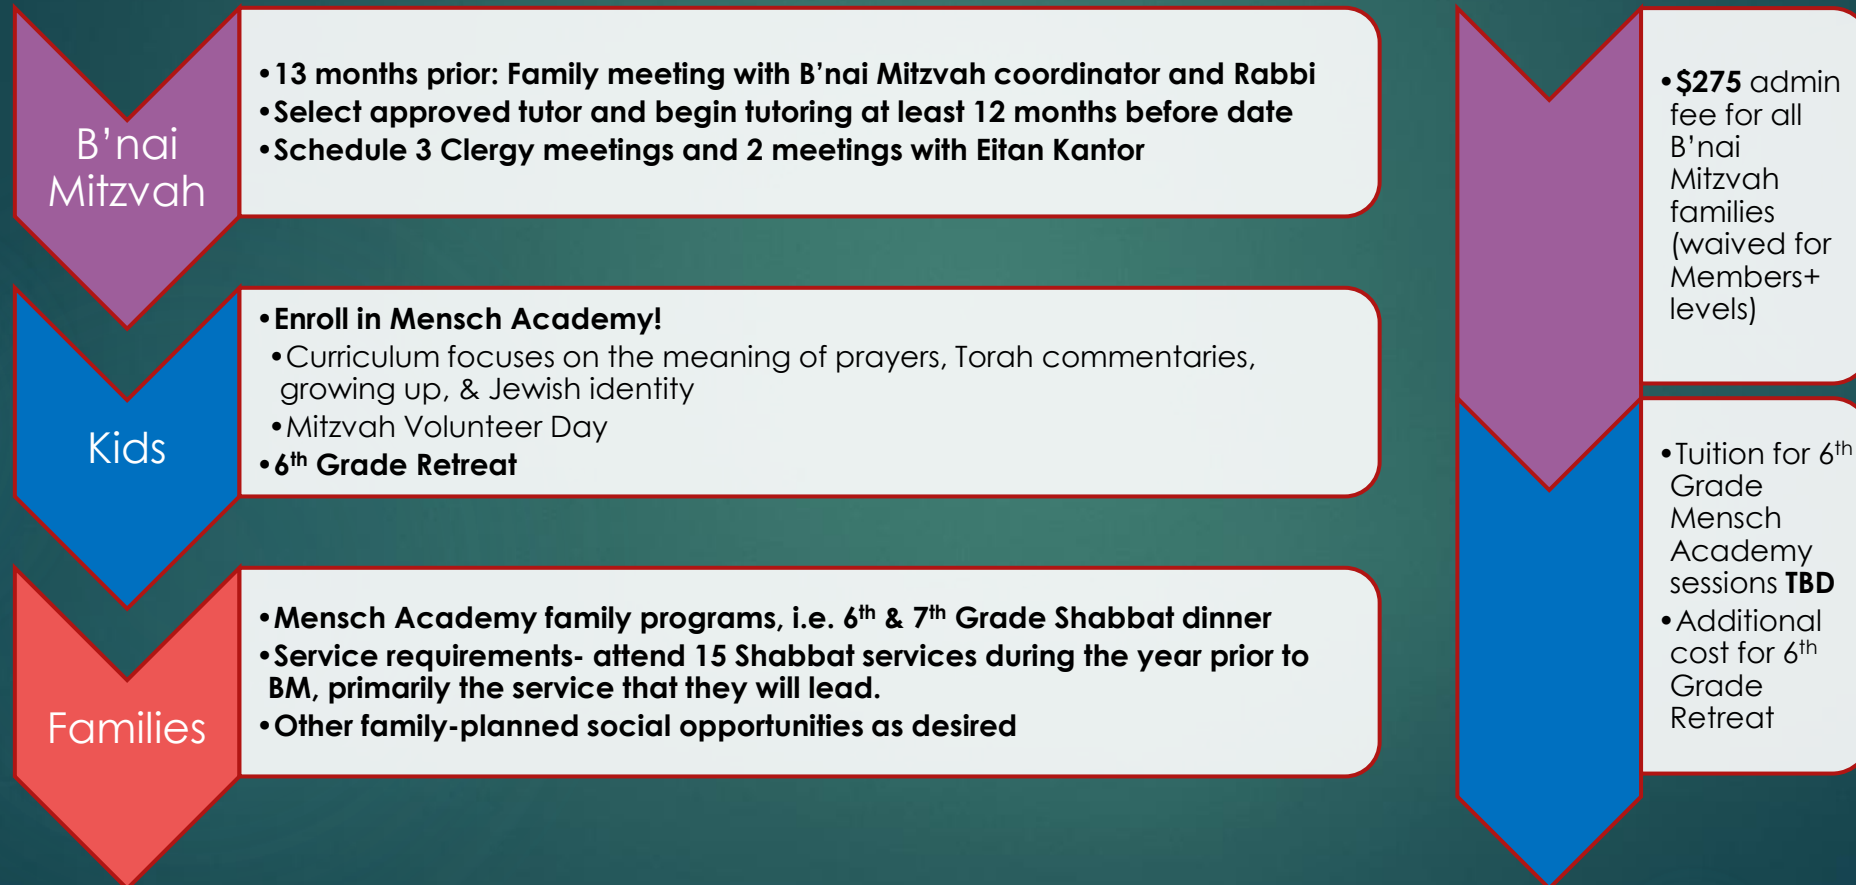 B’nai
Mitzvah
•13 months prior: Family meeting with B’nai Mitzvah coordinator and Rabbi
•Select approved tutor and begin tutoring at least 12 months before date
•Schedule 3 Clergy meetings and 2 meetings with Eitan Kantor
Kids
•Enroll in Mensch Academy!
•Curriculum focuses on the meaning of prayers, Torah commentaries,
growing up, & Jewish identity
•Mitzvah Volunteer Day
•6th Grade Retreat
Families
•Mensch Academy family programs, i.e. 6th & 7th Grade Shabbat dinner
•Service requirements- attend 15 Shabbat services during the year prior to
BM, primarily the service that they will lead.
•Other family-planned social opportunities as desired
•$275 admin
fee for all
B’nai
Mitzvah
families
(waived for
Members+
levels)
•Tuition for 6th
Grade
Mensch
Academy
sessions TBD
•Additional
cost for 6th
Grade
Retreat